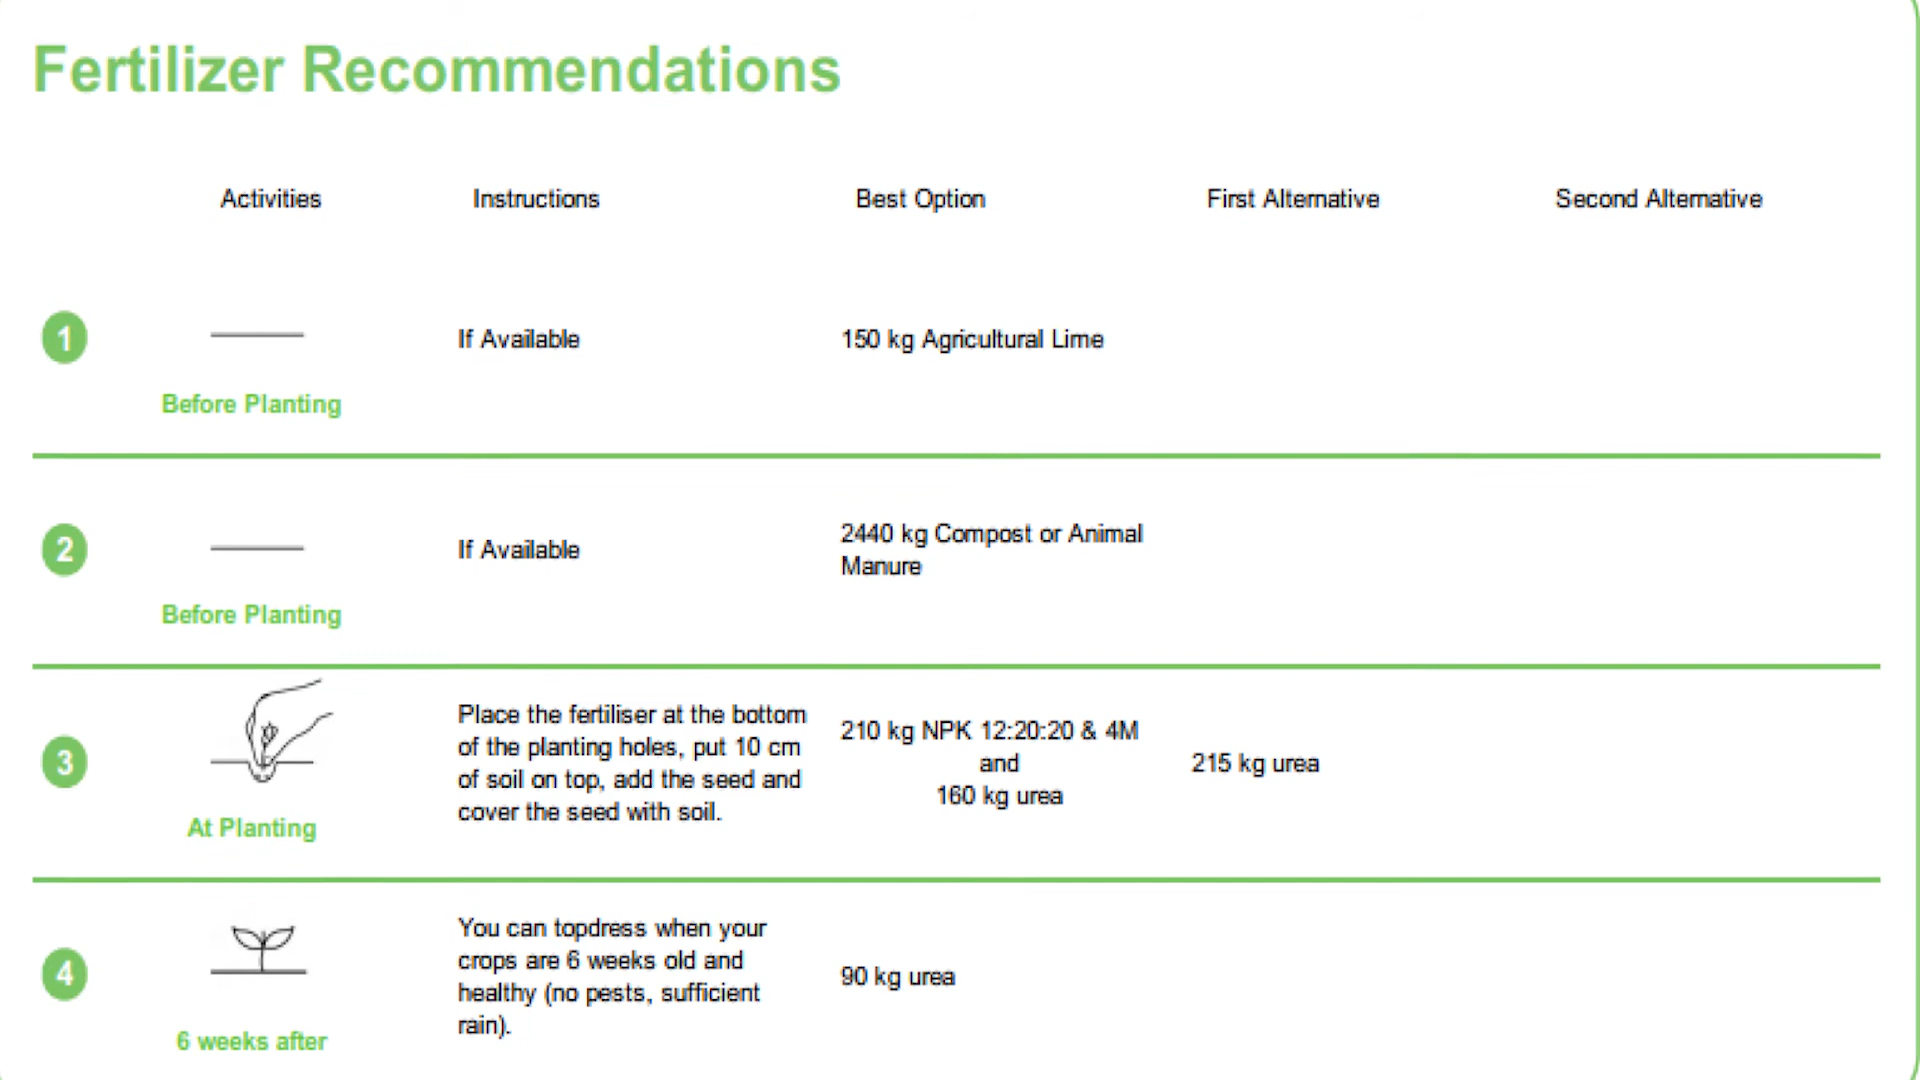 Fertilizer Recommendations
Activities Instructions Best Option First Alternative Second Alternative
1
If Available
150 kg Agricultural Lime
Before Planting
2
If Available
2440 kg Compost or Animal
Manure
Before Planting
3
Place the fertiliser at the bottom
of the planting holes, put 10 cm
of soil on top, add the seed and
cover the seed with soil.
210 kg NPK 12:20:20 & 4M
and
160 kg urea
215 kg urea
At Planting
4
You can topdress when your
crops are 6 weeks old and
healthy (no pests, sufficient
rain).
90 kg urea
6 weeks after